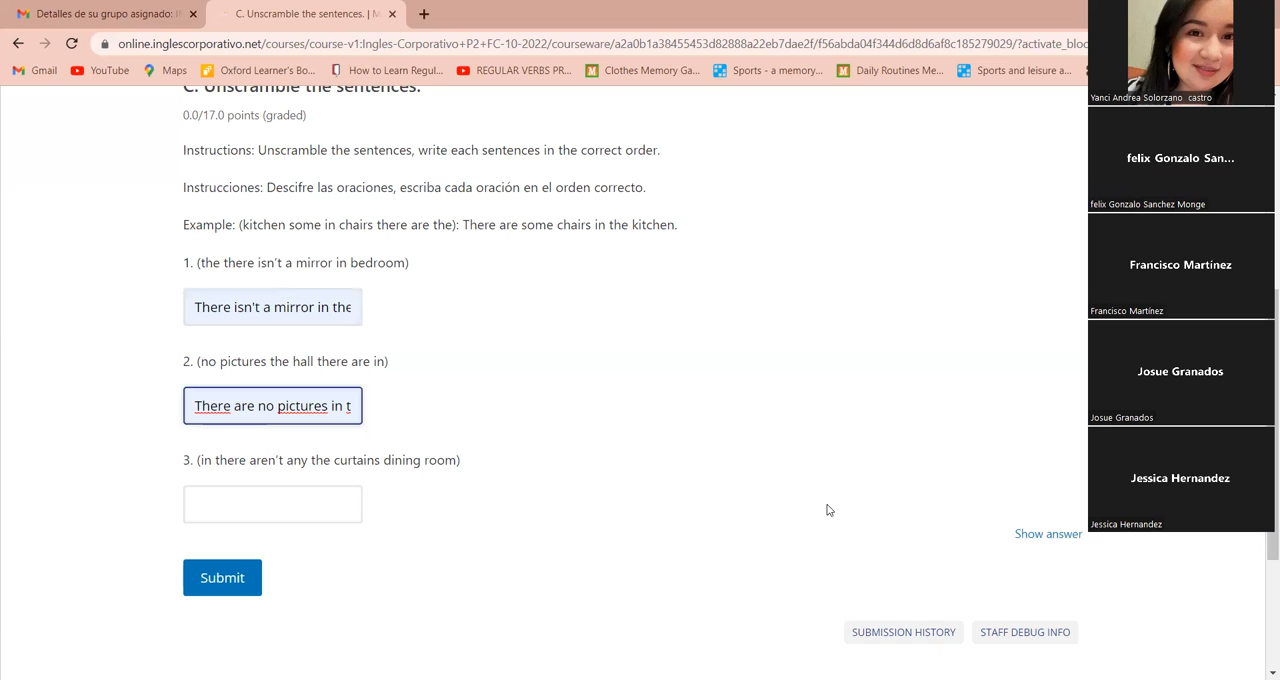 Detalles de su grupo asignado: I
C. Unscramble the sentences. | M
online.inglescorporativo.net/courses/course-v1:Ingles-Corporativo+P2+FC-10-2022/courseware/a2a0b1a38455453d82888a22eb7dae2f/f56abda04f344d6d8d6af8c185279029/?activate_bloc
Gmail
YouTube
Maps
Oxford Learner's Bo...
How to Learn Regul...
REGULAR VERBS PR...
Clothes Memory Ga...
Sports - a memory...
Daily Routines Me...
Sports and leisure a...
C. Unscramble the sentences.
0.0/17.0 points (graded)
Instructions: Unscramble the sentences, write each sentences in the correct order.
Instrucciones: Descifre las oraciones, escriba cada oración en el orden correcto.
Example: (kitchen some in chairs there are the): There are some chairs in the kitchen.
1. (the there isn't a mirror in bedroom)
There isn't a mirror in the
2. (no pictures the hall there are in)
There are no pictures in t
3. (in there aren't any the curtains dining room)
Show answer
Submit
SUBMISSION HISTORY
STAFF DEBUG INFO
Yanci Andrea Solorzano castro
felix Gonzalo San...
felix Gonzalo Sanchez Monge
Francisco Martínez
Francisco Martínez
Josue Granados
Josue Granados
Jessica Hernandez
Jessica Hernandez